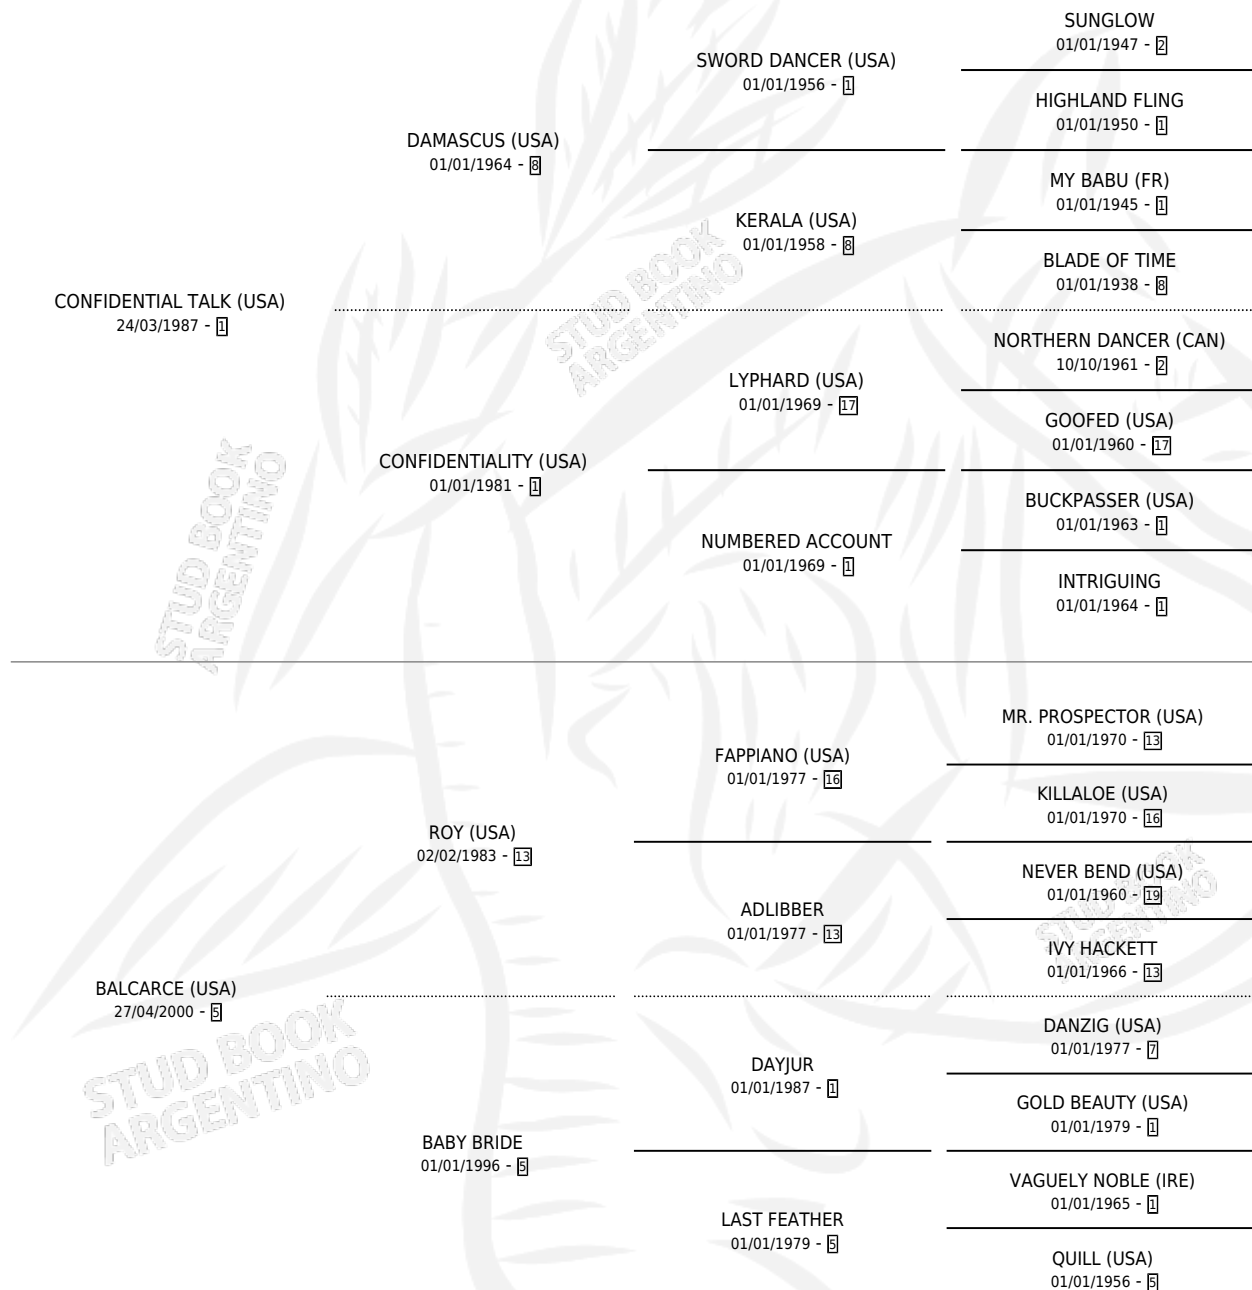 SUNGLOW
01/01/1947 - 2
SWORD DANCER (USA)
01/01/1956 - 1
HIGHLAND FLING
01/01/1950 - 1
DAMASCUS (USA)
01/01/1964 - 8
MY BABU (FR)
01/01/1945 - 1
KERALA (USA)
01/01/1958 - 8
BLADE OF TIME
01/01/1938 - 8
CONFIDENTIAL TALK (USA)
24/03/1987 - 1
NORTHERN DANCER (CAN)
10/10/1961 - 2
LYPHARD (USA)
01/01/1969 - 17
GOOFED (USA)
01/01/1960 - 17
CONFIDENTIALITY (USA)
01/01/1981 - 1
BUCKPASSER (USA)
01/01/1963 - 1
NUMBERED ACCOUNT
01/01/1969 - 1
INTRIGUING
01/01/1964 - 1
MR. PROSPECTOR (USA)
01/01/1970 - 13
FAPPIANO (USA)
01/01/1977 - 16
KILLALOE (USA)
01/01/1970 - 16
ROY (USA)
02/02/1983 - 13
NEVER BEND (USA)
01/01/1960 - 19
ADLIBBER
01/01/1977 - 13
IVY HACKETT
01/01/1966 - 13
BALCARCE (USA)
27/04/2000 - 5
DANZIG (USA)
01/01/1977 - 7
DAYJUR
01/01/1987 - 1
GOLD BEAUTY (USA)
01/01/1979 - 1
BABY BRIDE
01/01/1996 - 5
VAGUELY NOBLE (IRE)
01/01/1965 - 1
LAST FEATHER
01/01/1979 - 5
QUILL (USA)
01/01/1956 - 5
STUD BOOK
ARGENTINO
STUD BOOK
ARGENTINO
STUD BOOK
ARGENTINO
STUD BOOK
ARGENTINO